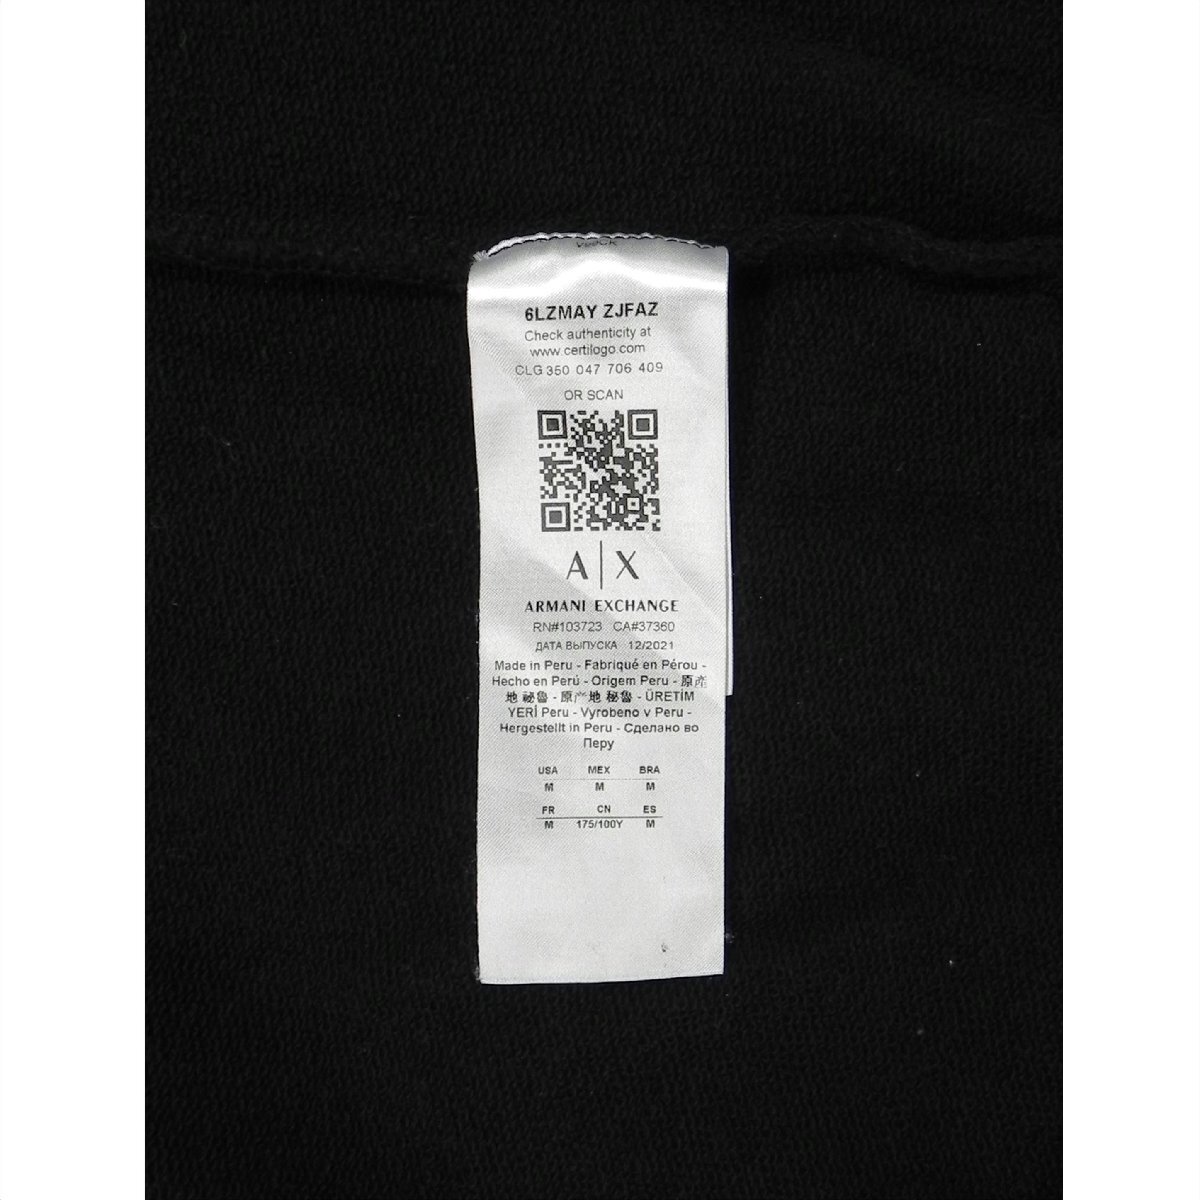 6LZMAY ZJFAZ
Check authenticity at
www.certilogo.com
CLG 350 047 706 409
OR SCAN
A|X
ARMANI EXCHANGE
RN#103723 CA#37360
ДАТА ВЫПУСКА 12/2021
Made in Peru - Fabriqué en Pérou -
Hecho en Perú - Origem Peru - 原產
地 祕魯 - 原产地 秘鲁 - ÜRETİM
YERİ Peru - Vyrobeno v Peru -
Hergestellt in Peru - Сделано во
Перу
USA MEX BRA
M M M
FR CN ES
M 175/100Y M